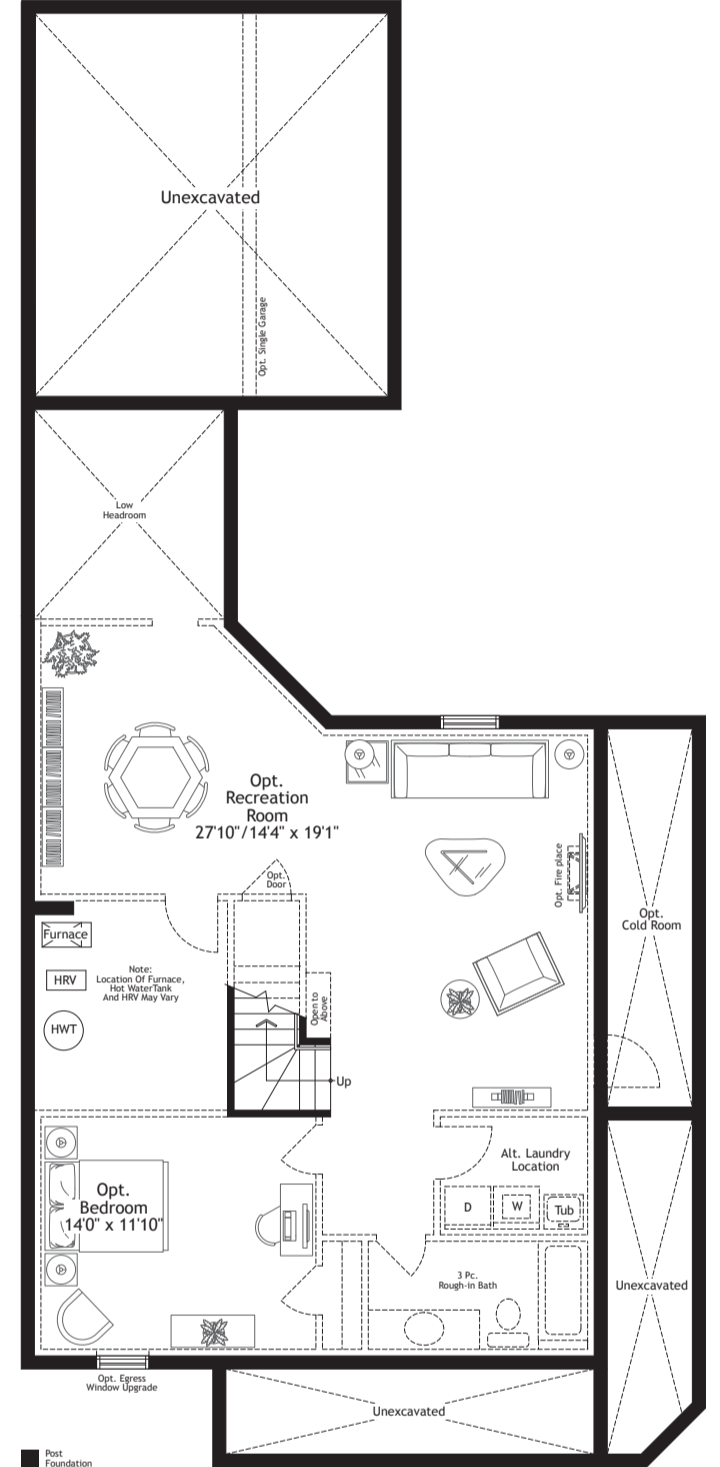 Unexcavated
Opt. Single Garage
Low
Headroom
Opt.
Recreation
Room
27'10"/14'4" x 19'1"
Opt.
Door
Opt. Fire place
Opt.
Cold Room
Furnace
HRV
HWT
Note:
Location Of Furnace,
Hot WaterTank
And HRV May Vary
Open to
Above
Up
Alt. Laundry
Location
D
W
Tub
Opt.
Bedroom
14'0" x 11'10"
3 Pc.
Rough-in Bath
Unexcavated
Opt. Egress
Window Upgrade
Unexcavated
Post
Foundation